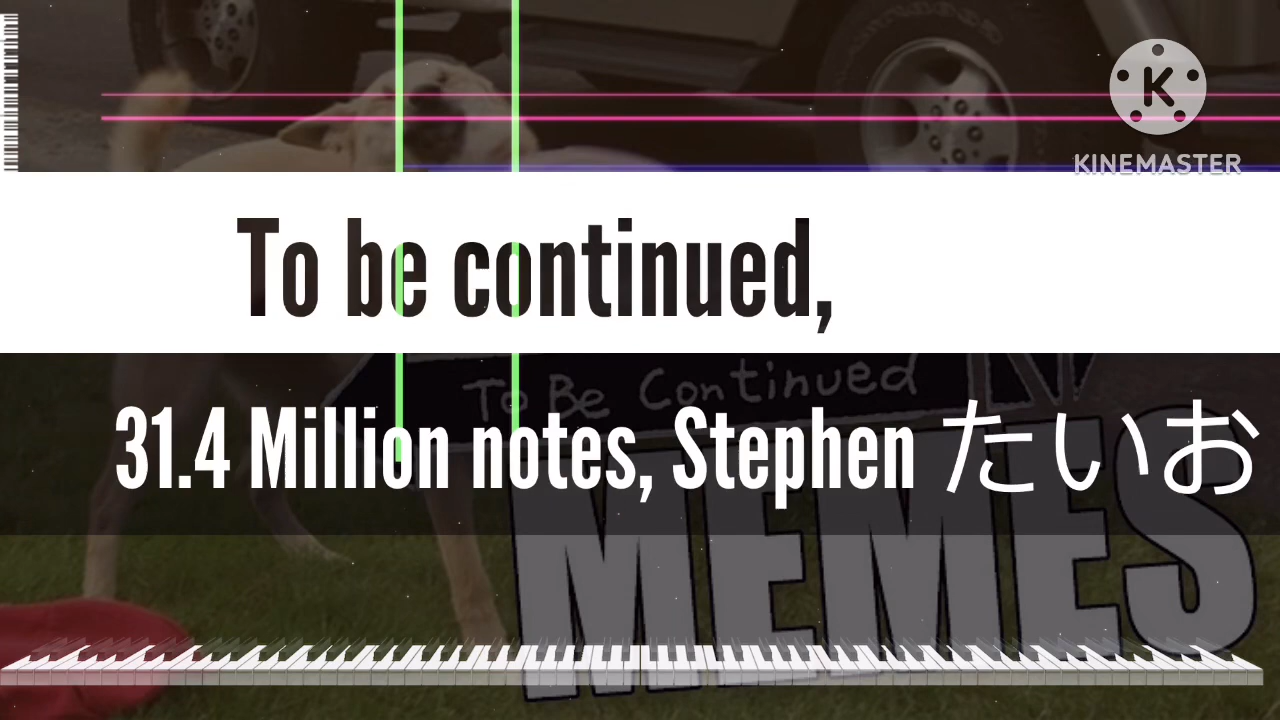 K
KINEMASTER
To be continued,
To Be Continued
31.4 Million notes, Stephen たいお
MEMES